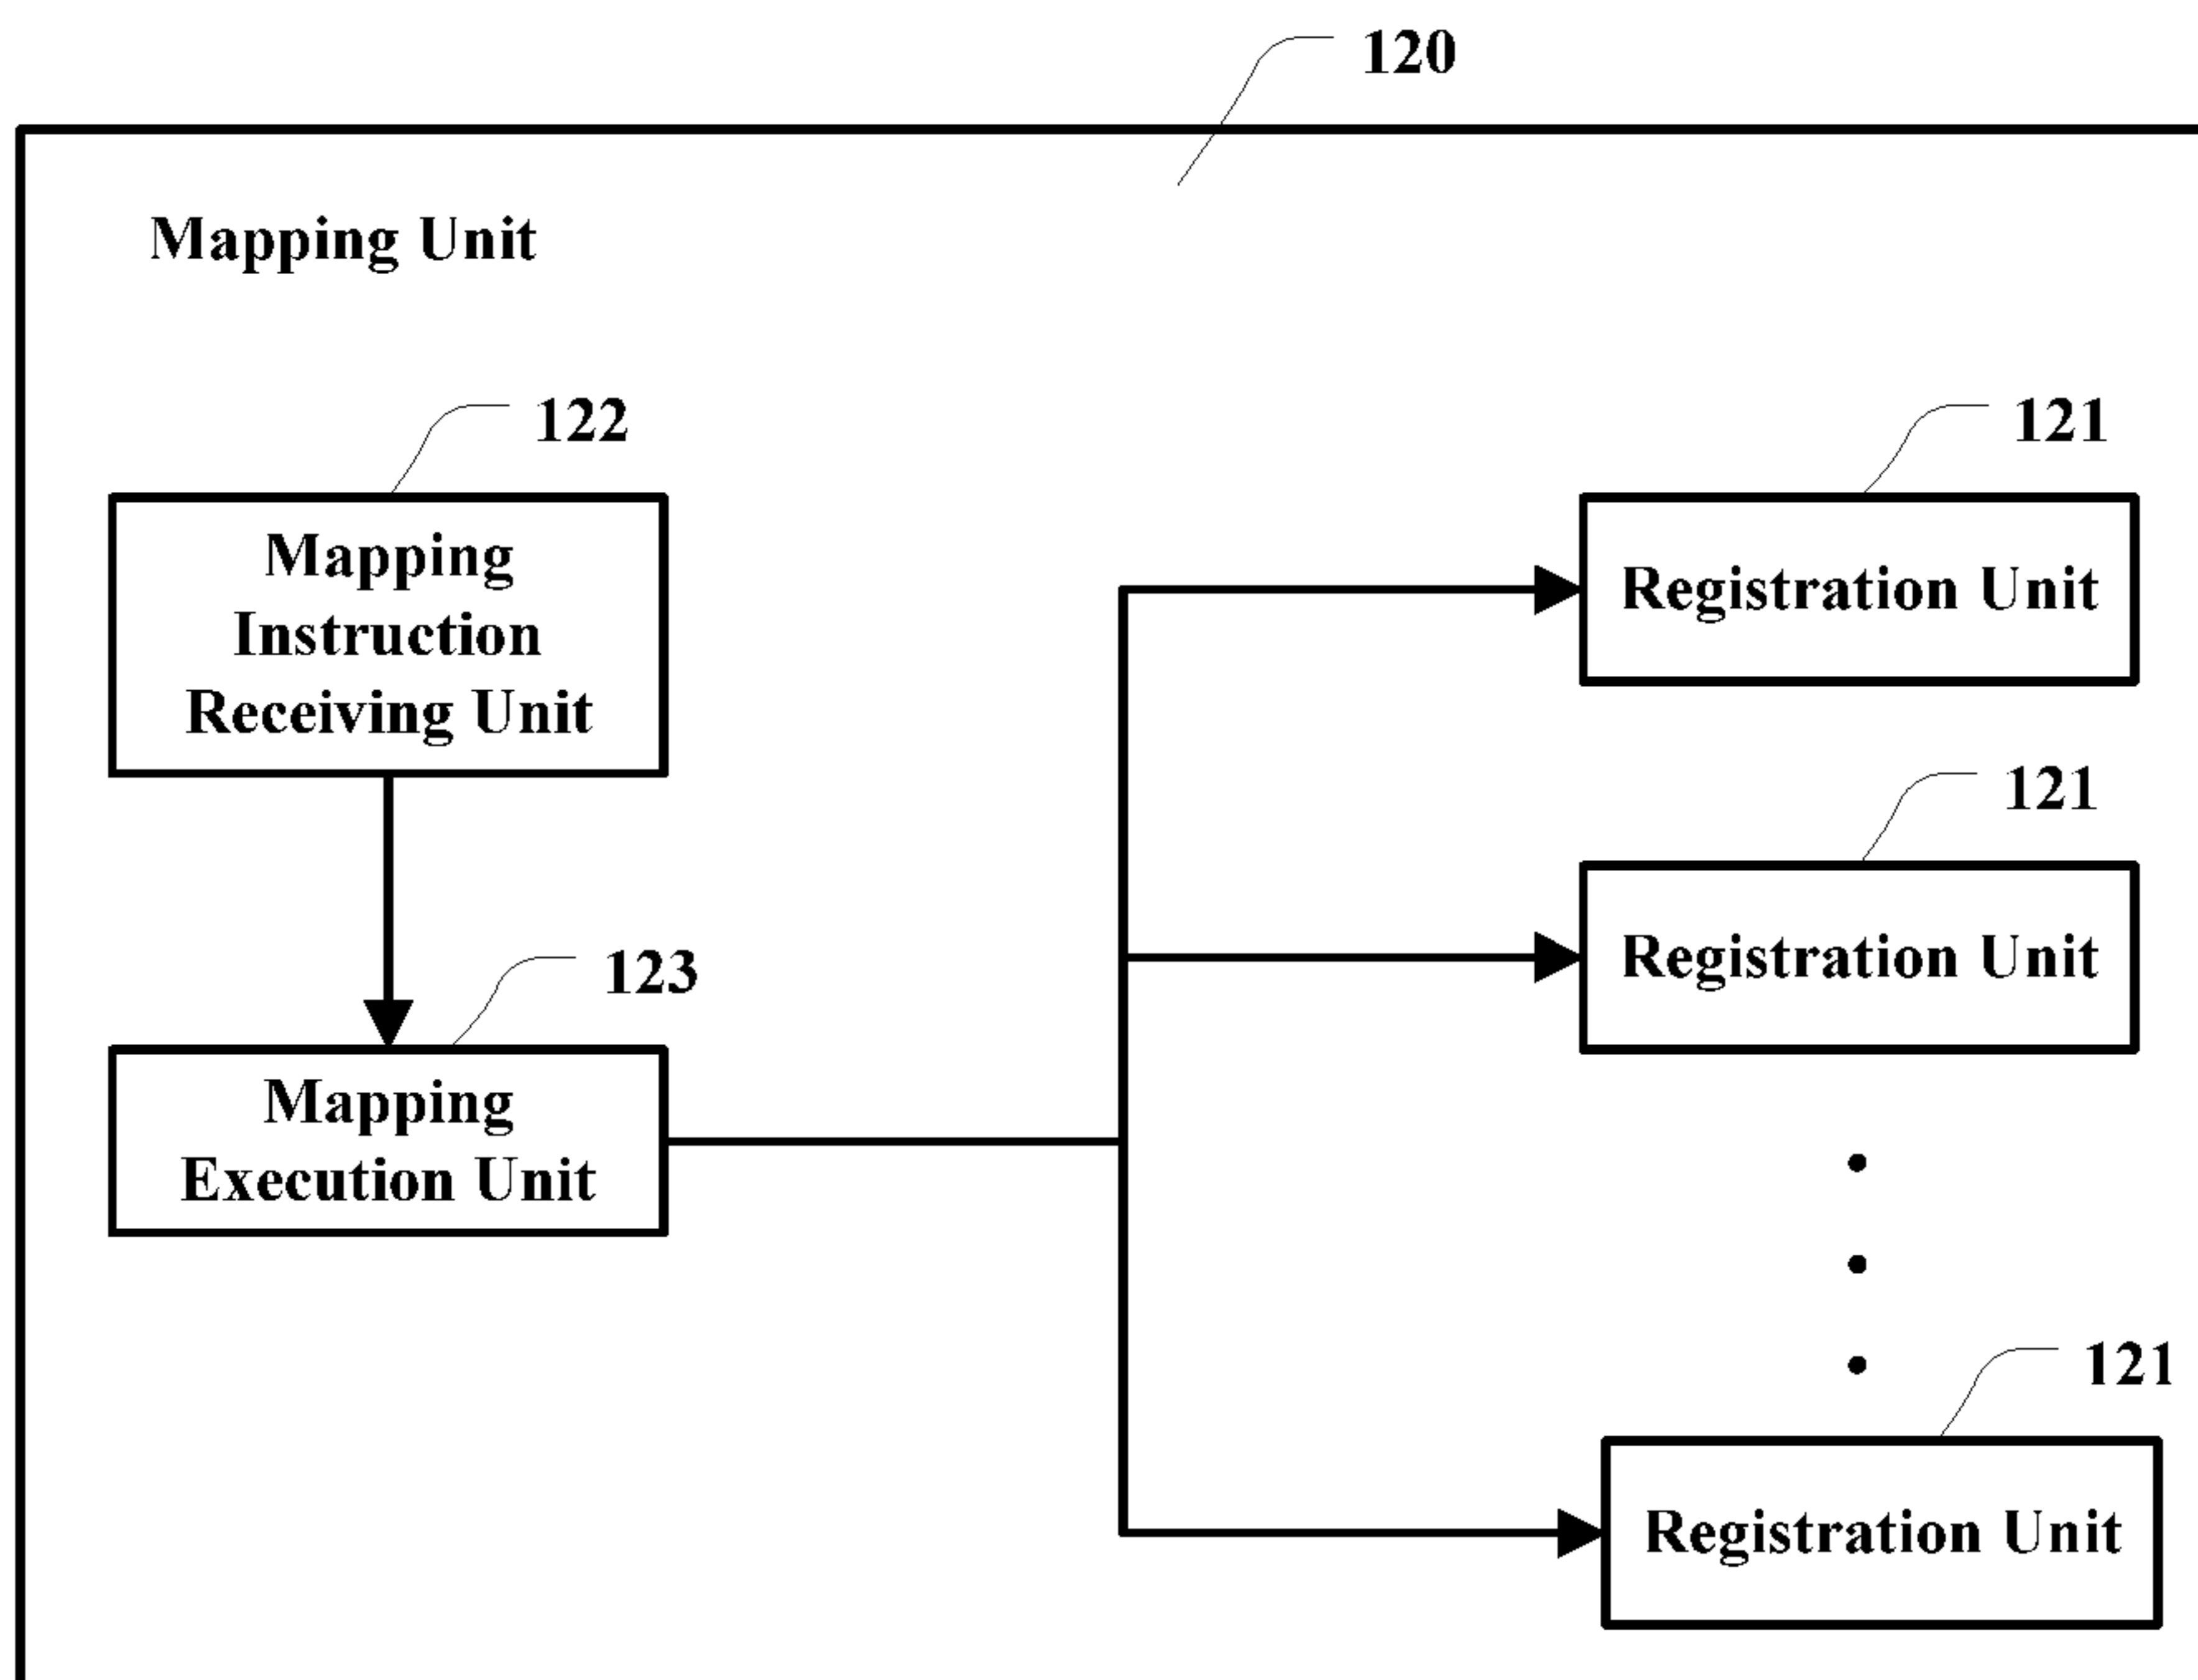 120
Mapping Unit
122
Mapping
Instruction
Receiving Unit
123
Mapping
Execution Unit
121
Registration Unit
121
Registration Unit
121
Registration Unit